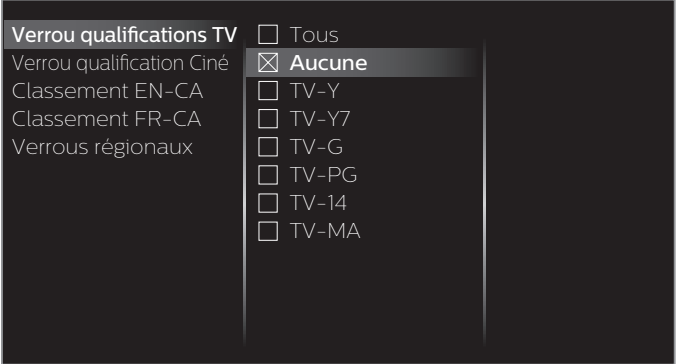 Verrou qualifications TV
Verrou qualification Ciné
Classement EN-CA
Classement FR-CA
Verrous régionaux
Tous
Aucune
TV-Y
TV-Y7
TV-G
TV-PG
TV-14
TV-MA